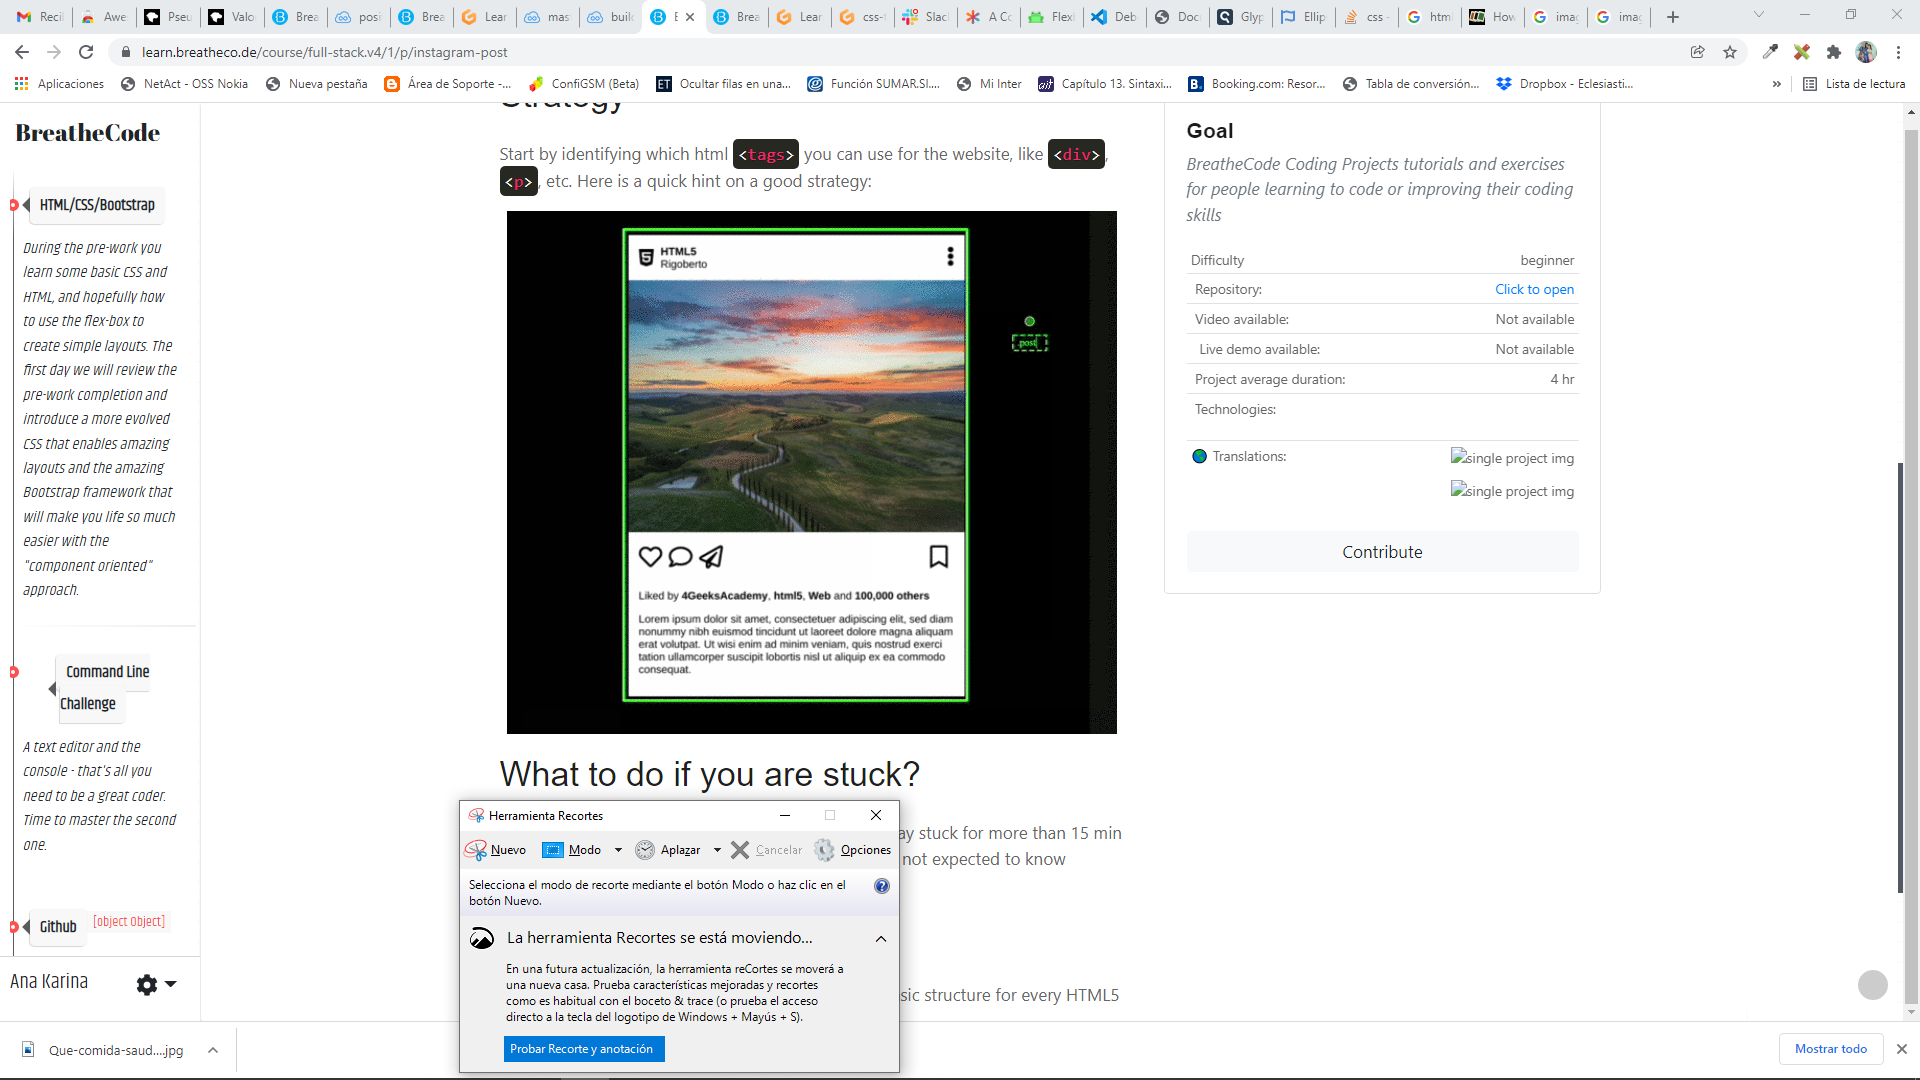 Reci
Awe
Pseu
Valo
Brea
posi
Brea
Lear
mas
build
E
Brea
Lear
css-t
Slaci
A Co
Flexl
Deb
Doc
Glyp
Ellip
css -
html
How
imag
imag
learn.breatheco.de/course/full-stack.v4/1/p/instagram-post
Aplicaciones
NetAct - OSS Nokia
Nueva pestaña
Área de Soporte -...
ConfiGSM (Beta)
Ocultar filas en una...
Función SUMAR.SI....
Mi Inter
Capítulo 13. Sintaxi...
Booking.com: Resor...
Tabla de conversión...
Dropbox - Eclesiasti...
»
Lista de lectura
BreatheCode
HTML/CSS/Bootstrap
During the pre-work you
learn some basic CSS and
HTML, and hopefully how
to use the flex-box to
create simple layouts. The
first day we will review the
pre-work completion and
introduce a more evolved
CSS that enables amazing
layouts and the amazing
Bootstrap framework that
will make you life so much
easier with the
"component oriented"
approach.
Command Line
Challenge
A text editor and the
console - that's all you
need to be a great coder.
Time to master the second
one.
Github [object Object]
Ana Karina
Strategy
Start by identifying which html <tags> you can use for the website, like <div>,
<p>, etc. Here is a quick hint on a good strategy:
HTML5
Rigoberto
.post
Liked by 4GeeksAcademy, html5, Web and 100,000 others
Lorem ipsum dolor sit amet, consectetuer adipiscing elit, sed diam
nonummy nibh euismod tincidunt ut laoreet dolore magna aliquam
erat volutpat. Ut wisi enim ad minim veniam, quis nostrud exerci
tation ullamcorper suscipit lobortis nisl ut aliquip ex ea commodo
consequat.
What to do if you are stuck?
ay stuck for more than 15 min
not expected to know
sic structure for every HTML5
Goal
BreatheCode Coding Projects tutorials and exercises
for people learning to code or improving their coding
skills
Difficulty beginner
Repository: Click to open
Video available: Not available
Live demo available: Not available
Project average duration: 4 hr
Technologies:
Translations: single project img
single project img
Contribute
Herramienta Recortes
Nuevo Modo Aplazar Cancelar Opciones
Selecciona el modo de recorte mediante el botón Modo o haz clic en el
botón Nuevo.
La herramienta Recortes se está moviendo...
En una futura actualización, la herramienta reCortes se moverá a
una nueva casa. Prueba características mejoradas y recortes
como es habitual con el boceto & trace (o prueba el acceso
directo a la tecla del logotipo de Windows + Mayús + S).
Probar Recorte y anotación
Que-comida-saud....jpg
Mostrar todo